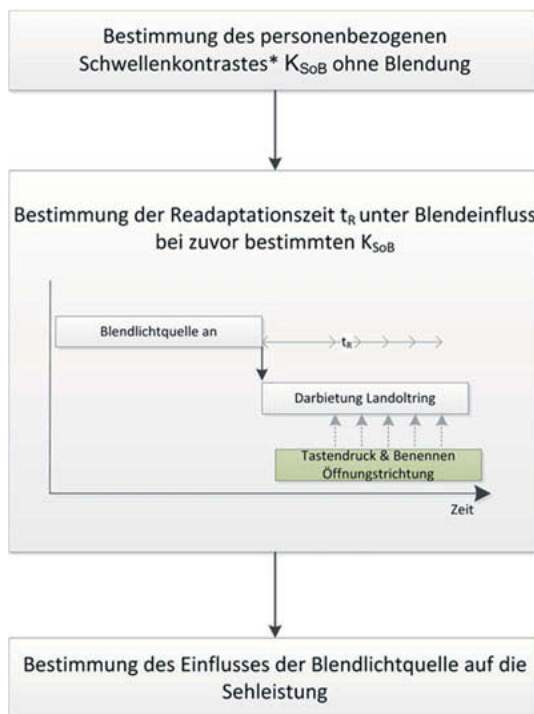 Bestimmung des personenbezogenen
Schwellenkontrastes* K_SoB ohne Blendung
Bestimmung der Readaptationszeit t_R unter Blendeinfluss
bei zuvor bestimmten K_SoB
Blendlichtquelle an
t_R
Darbietung Landoltring
Tastendruck & Benennen
Öffnungstrichtung
Zeit
Bestimmung des Einflusses der Blendlichtquelle auf die
Sehleistung